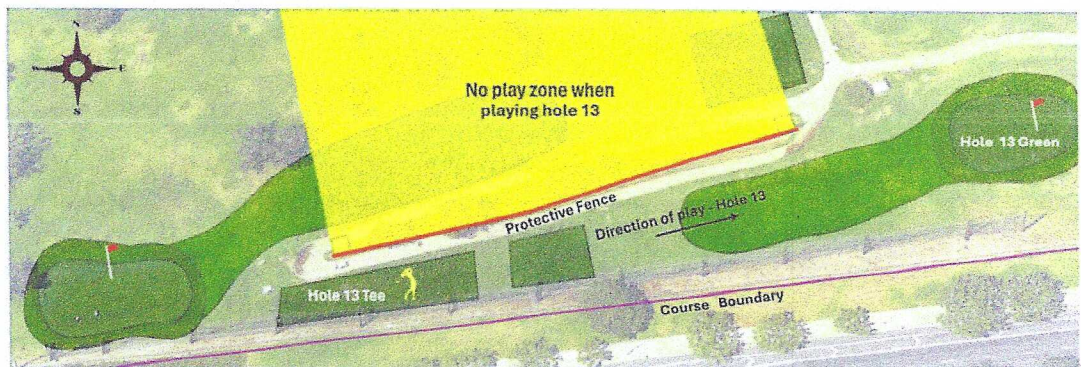 N
W E
S
No play zone when
playing hole 13
Hole 13 Green
Protective Fence
Direction of play - Hole 13
Hole 13 Tee
Course Boundary